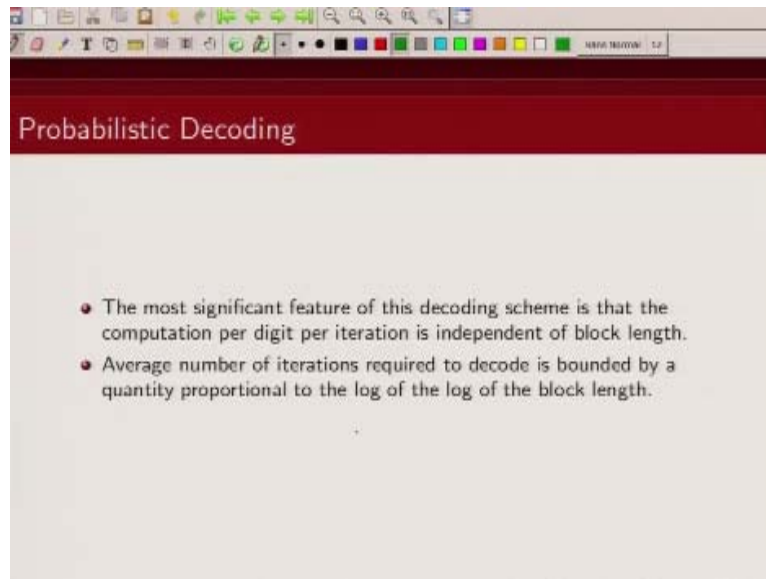 Probabilistic Decoding
The most significant feature of this decoding scheme is that the
computation per digit per iteration is independent of block length.
Average number of iterations required to decode is bounded by a
quantity proportional to the log of the log of the block length.